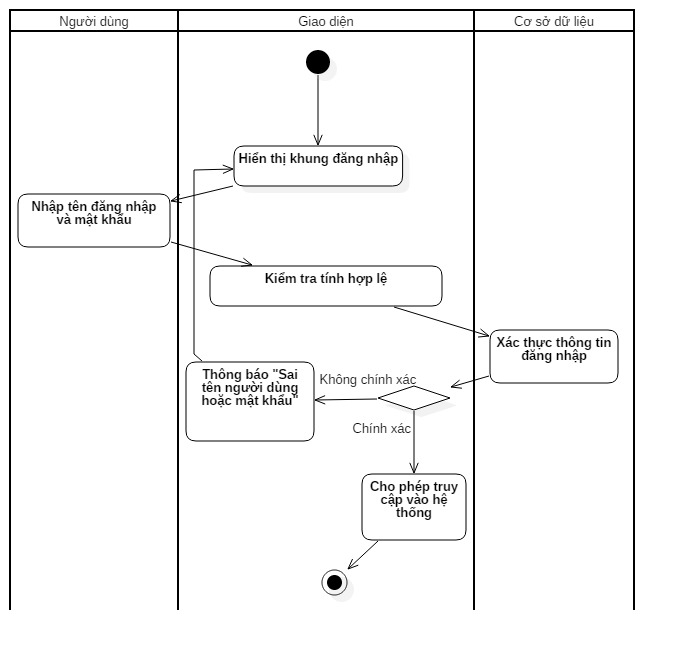 Người dùng
Giao diện
Cơ sở dữ liệu
Hiển thị khung đăng nhập
Nhập tên đăng nhập
và mật khẩu
Kiểm tra tính hợp lệ
Xác thực thông tin
đăng nhập
Thông báo "Sai
tên người dùng
hoặc mật khẩu"
Không chính xác
Chính xác
Cho phép truy
cập vào hệ
thống